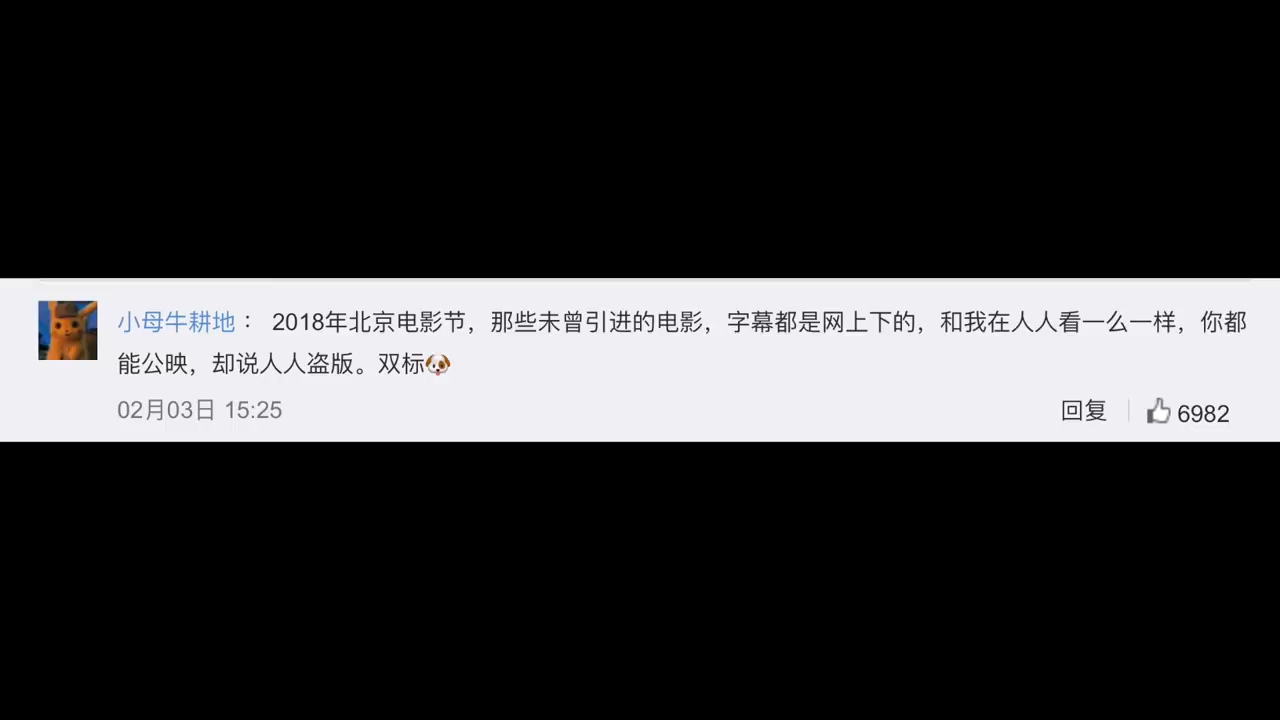 小母牛耕地： 2018年北京电影节，那些未曾引进的电影，字幕都是网上下的，和我在人人看一么一样，你都
能公映，却说人人盗版。双标🐶
02月03日 15:25
回复 6982